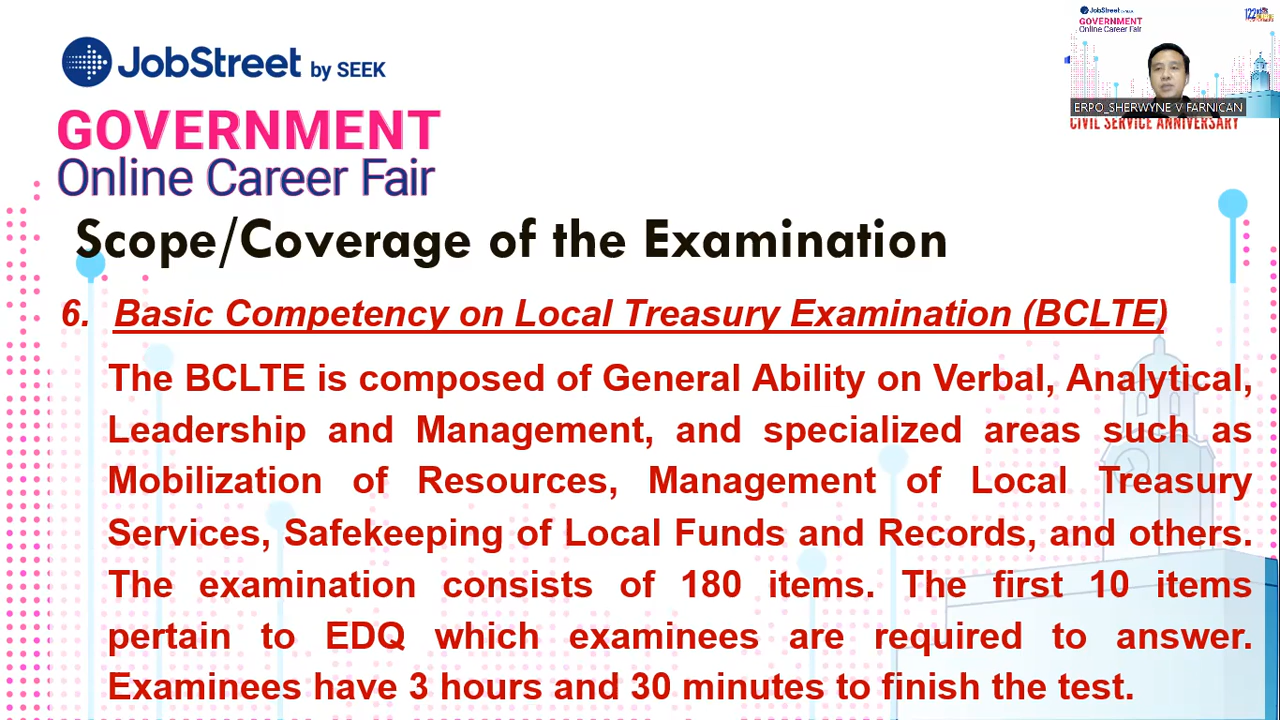 JobStreet by SEEK
GOVERNMENT
Online Career Fair
JobStreet by SEEK
GOVERNMENT
Online Career Fair
122
ERPO_SHERWYNE V FARNICAN
CIVIL SERVICE ANNIVERSARY
Scope/Coverage of the Examination
6. Basic Competency on Local Treasury Examination (BCLTE)
The BCLTE is composed of General Ability on Verbal, Analytical,
Leadership and Management, and specialized areas such as
Mobilization of Resources, Management of Local Treasury
Services, Safekeeping of Local Funds and Records, and others.
The examination consists of 180 items. The first 10 items
pertain to EDQ which examinees are required to answer.
Examinees have 3 hours and 30 minutes to finish the test.